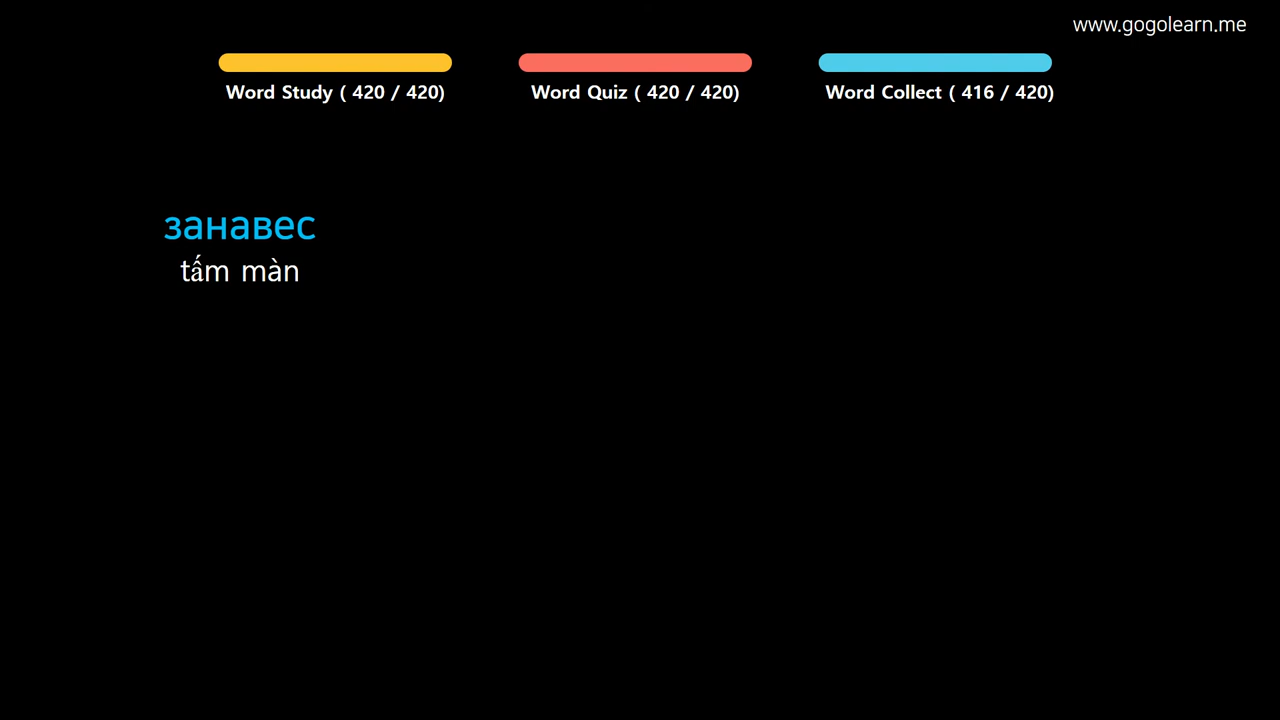 www.gogolearn.me
Word Study ( 420 / 420)
Word Quiz ( 420 / 420)
Word Collect ( 416 / 420)
занавес
tấm màn